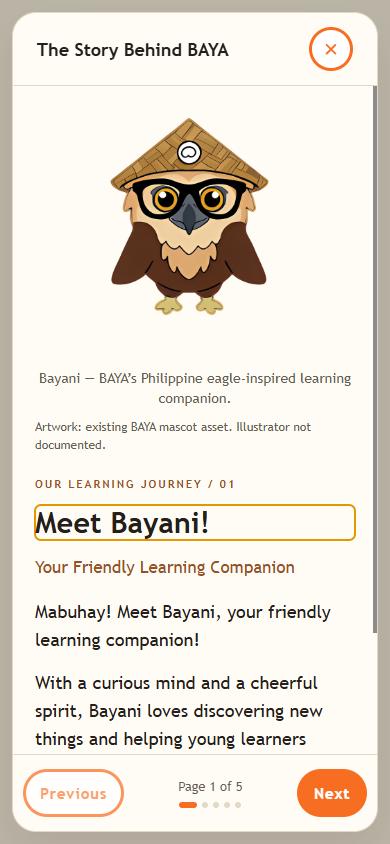 The Story Behind BAYA
Bayani — BAYA's Philippine eagle-inspired learning
companion.
Artwork: existing BAYA mascot asset. Illustrator not
documented.
OUR LEARNING JOURNEY / 01
Meet Bayani!
Your Friendly Learning Companion
Mabuhay! Meet Bayani, your friendly
learning companion!
With a curious mind and a cheerful
spirit, Bayani loves discovering new
things and helping young learners
Previous
Page 1 of 5
Next